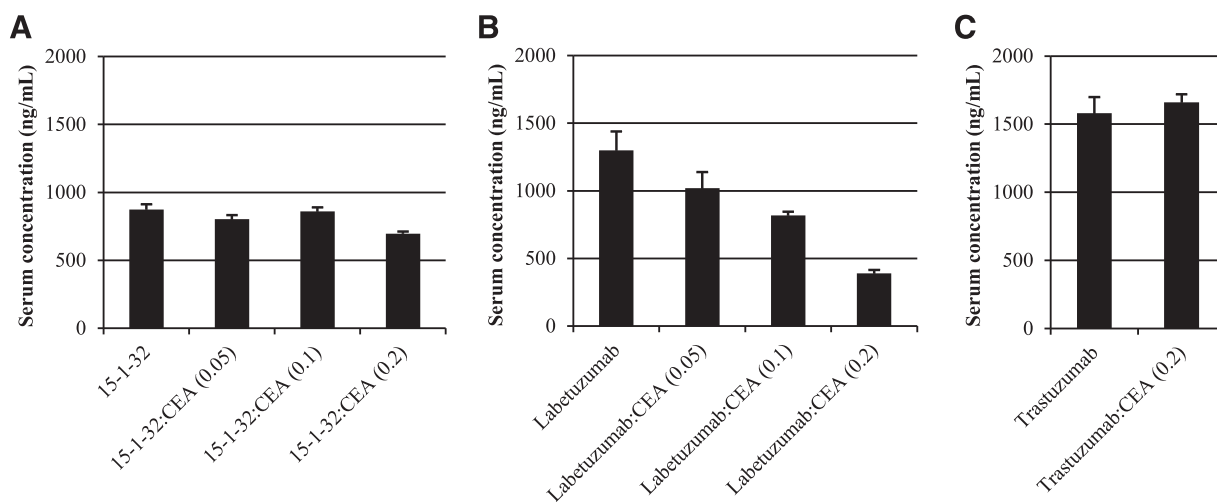 A
Serum concentration (ng/mL)
2000
1500
1000
500
0
15-1-32
15-1-32:CEA (0.05)
15-1-32:CEA (0.1)
15-1-32:CEA (0.2)
B
Serum concentration (ng/mL)
2000
1500
1000
500
0
Labetuzumab
Labetuzumab:CEA (0.05)
Labetuzumab:CEA (0.1)
Labetuzumab:CEA (0.2)
C
Serum concentration (ng/mL)
2000
1500
1000
500
0
Trastuzumab
Trastuzumab:CEA (0.2)